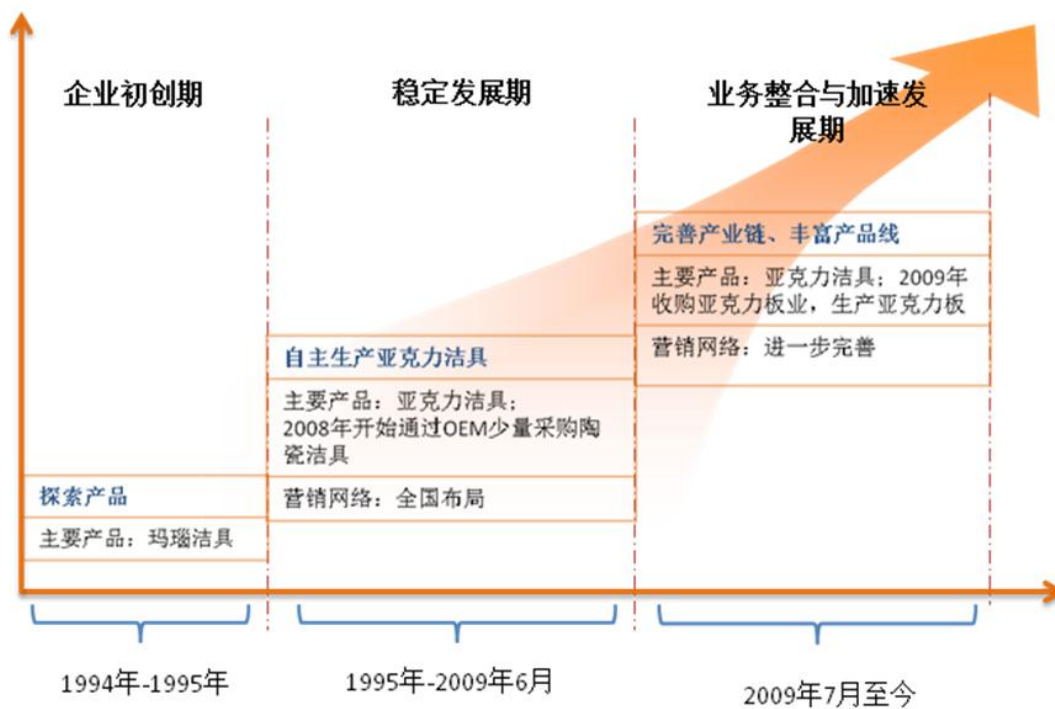 企业初创期
稳定发展期
业务整合与加速发
展期
完善产业链、丰富产品线
主要产品：亚克力洁具；2009年
收购亚克力板业，生产亚克力板
营销网络：进一步完善
自主生产亚克力洁具
主要产品：亚克力洁具；
2008年开始通过OEM少量采购陶
瓷洁具
营销网络：全国布局
探索产品
主要产品：玛瑙洁具
1994年-1995年
1995年-2009年6月
2009年7月至今